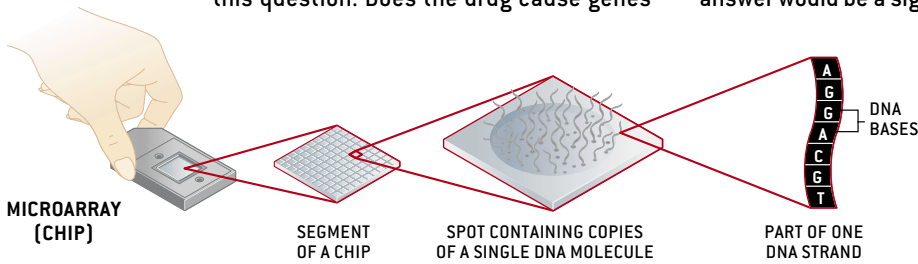 this question: Does the drug cause genes
answer would be a sig
A
G
G
A
C
G
T
DNA
BASES
MICROARRAY
(CHIP)
SEGMENT
OF A CHIP
SPOT CONTAINING COPIES
OF A SINGLE DNA MOLECULE
PART OF ONE
DNA STRAND